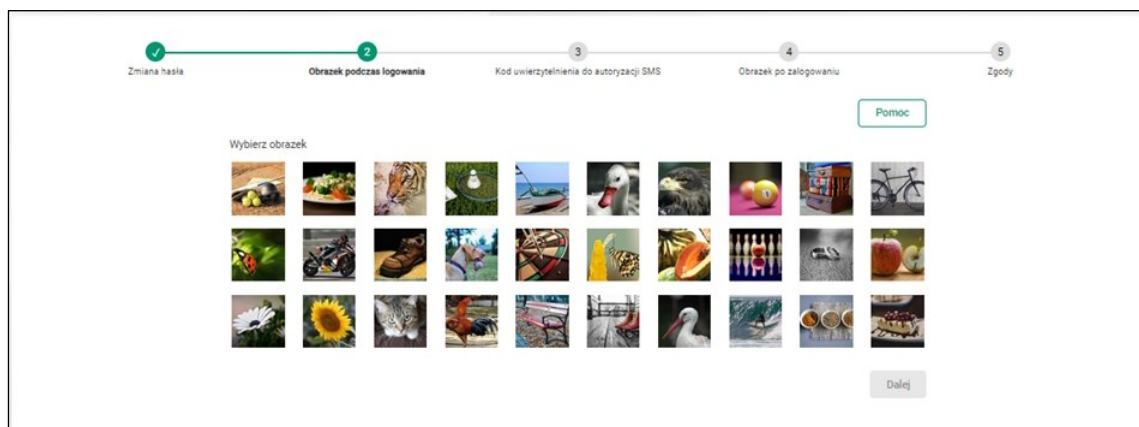 2 3 4 5
Zmiana hasła Obrazek podczas logowania Kod uwierzytelnienia do autoryzacji SMS Obrazek po zalogowaniu Zgody
Pomoc
Wybierz obrazek
1
Dalej